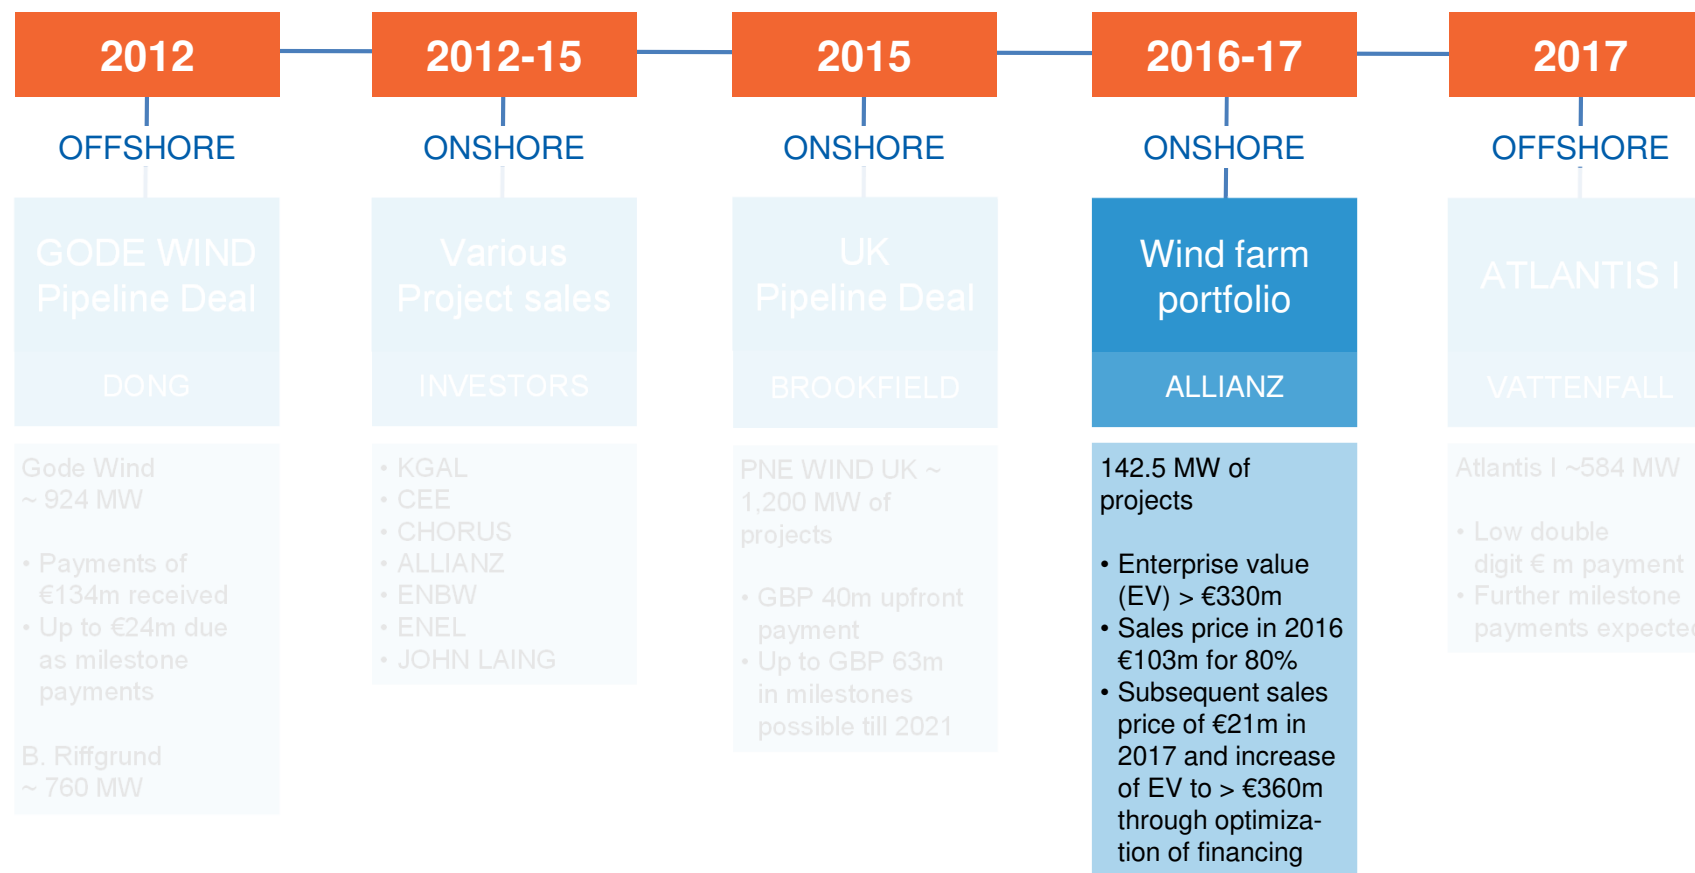 2012
OFFSHORE
GODE WIND
Pipeline Deal
DONG
Gode Wind
~ 924 MW
• Payments of
€134m received
• Up to €24m due
as milestone
payments
B. Riffgrund
~ 760 MW
2012-15
ONSHORE
Various
Project sales
INVESTORS
• KGAL
• CEE
• CHORUS
• ALLIANZ
• ENBW
• ENEL
• JOHN LAING
2015
ONSHORE
UK
Pipeline Deal
BROOKFIELD
PNE WIND UK ~
1,200 MW of
projects
• GBP 40m upfront
payment
• Up to GBP 63m
in milestones
possible till 2021
2016-17
ONSHORE
Wind farm
portfolio
ALLIANZ
142.5 MW of
projects
• Enterprise value
(EV) > €330m
• Sales price in 2016
€103m for 80%
• Subsequent sales
price of €21m in
2017 and increase
of EV to > €360m
through optimiza-
tion of financing
2017
OFFSHORE
ATLANTIS I
VATTENFALL
Atlantis I ~584 MW
• Low double
digit € m payment
• Further milestone
payments expected